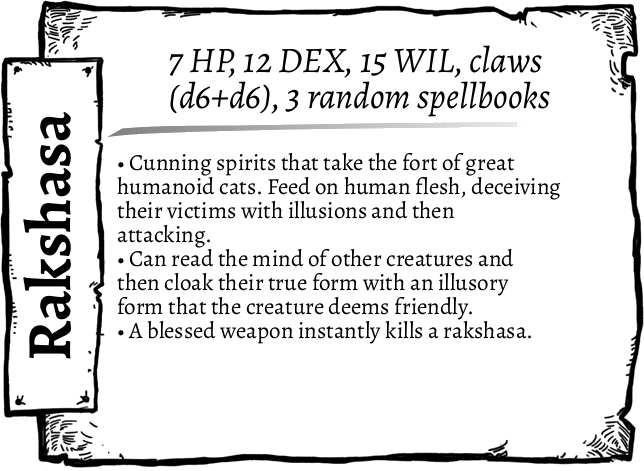 Rakshasa
7 HP, 12 DEX, 15 WIL, claws
(d6+d6), 3 random spellbooks
• Cunning spirits that take the fort of great
humanoid cats. Feed on human flesh, deceiving
their victims with illusions and then
attacking.
• Can read the mind of other creatures and
then cloak their true form with an illusory
form that the creature deems friendly.
• A blessed weapon instantly kills a rakshasa.